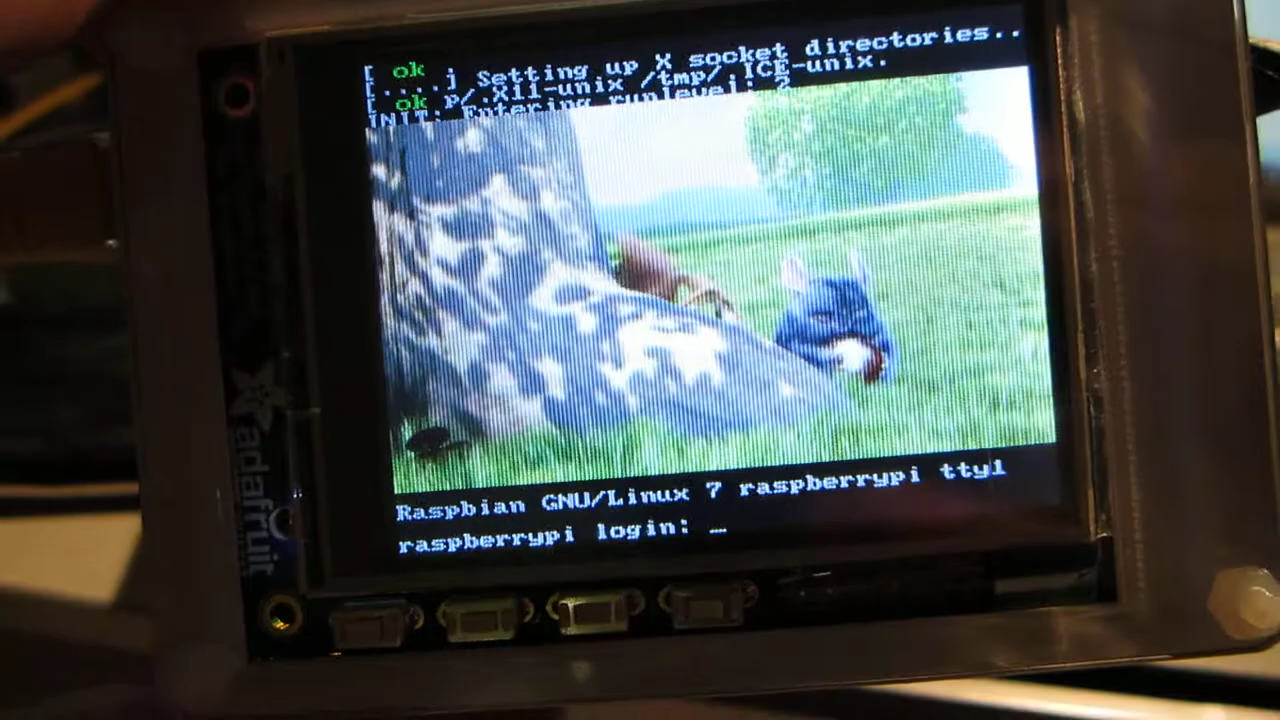 [ ok ] Setting up X socket directories..
[....j P/.X11-unix /tmp/.ICE-unix.
[ ok
INIT: Entering runlevel: 2
Raspbian GNU/Linux 7 raspberrypi tty1
raspberrypi login: _
adafruit